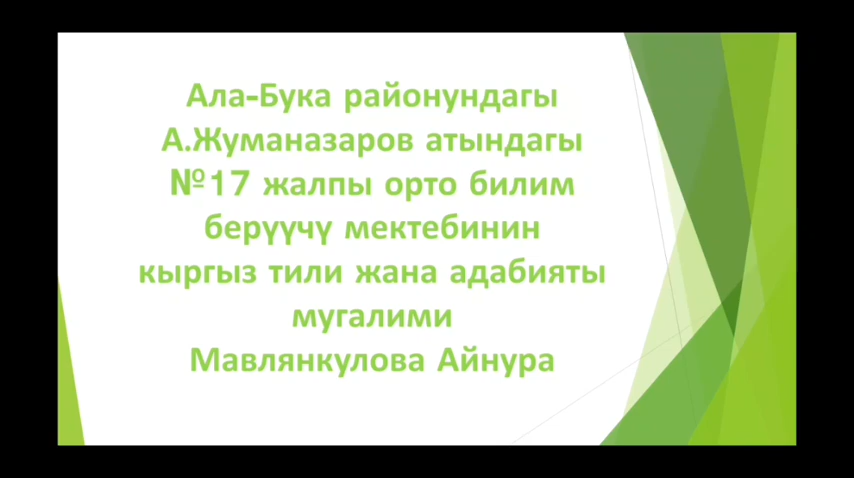 Ала-Бука районундагы
А.Жуманазаров атындагы
№17 жалпы орто билим
берүүчү мектебинин
кыргыз тили жана адабияты
мугалими
Мавлянкулова Айнура